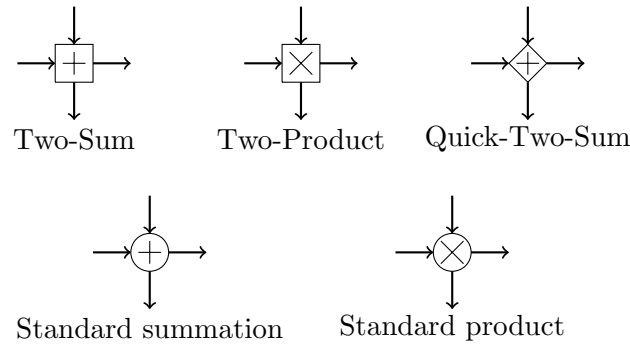 Two-Sum
Two-Product
Quick-Two-Sum
Standard summation
Standard product